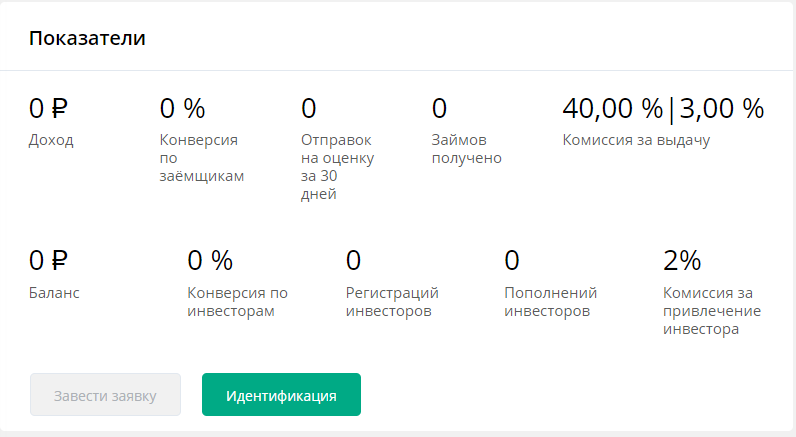 Показатели
0 ₽
0 %
0
0
40,00 %|3,00 %
Доход
Конверсия
по
заёмщикам
Отправок
на оценку
за 30
дней
Займов
получено
Комиссия за выдачу
0 ₽
0 %
0
0
2%
Баланс
Конверсия по
инвесторам
Регистраций
инвесторов
Пополнений
инвесторов
Комиссия за
привлечение
инвестора
Завести заявку
Идентификация